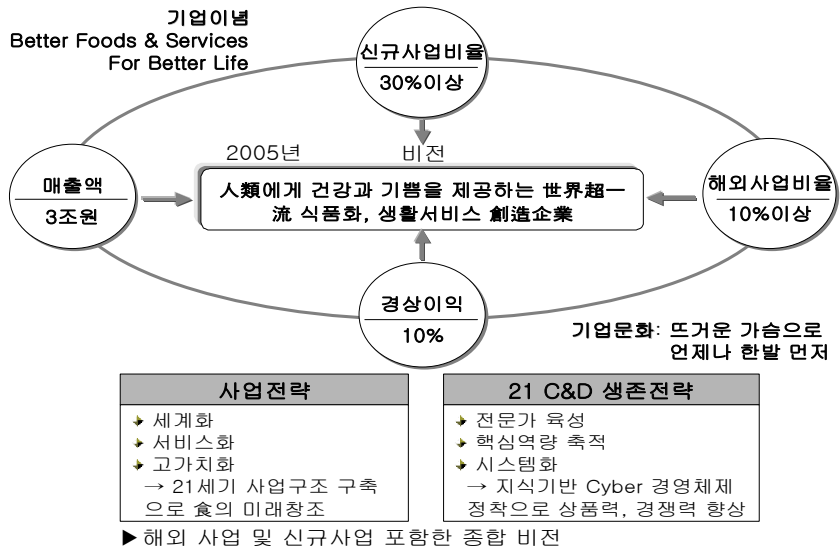 기업이념
Better Foods & Services
For Better Life
신규사업비율
30%이상
2005년 비전
매출액
3조원
人類에게 건강과 기쁨을 제공하는 世界超一
流 식품화, 생활서비스 創造企業
해외사업비율
10%이상
경상이익
10%
기업문화: 뜨거운 가슴으로
언제나 한발 먼저
사업전략
세계화
서비스화
고가치화
→ 21세기 사업구조 구축
으로 食의 미래창조
21 C&D 생존전략
전문가 육성
핵심역량 축적
시스템화
→ 지식기반 Cyber 경영체제
정착으로 상품력, 경쟁력 향상
▶해외 사업 및 신규사업 포함한 종합 비전